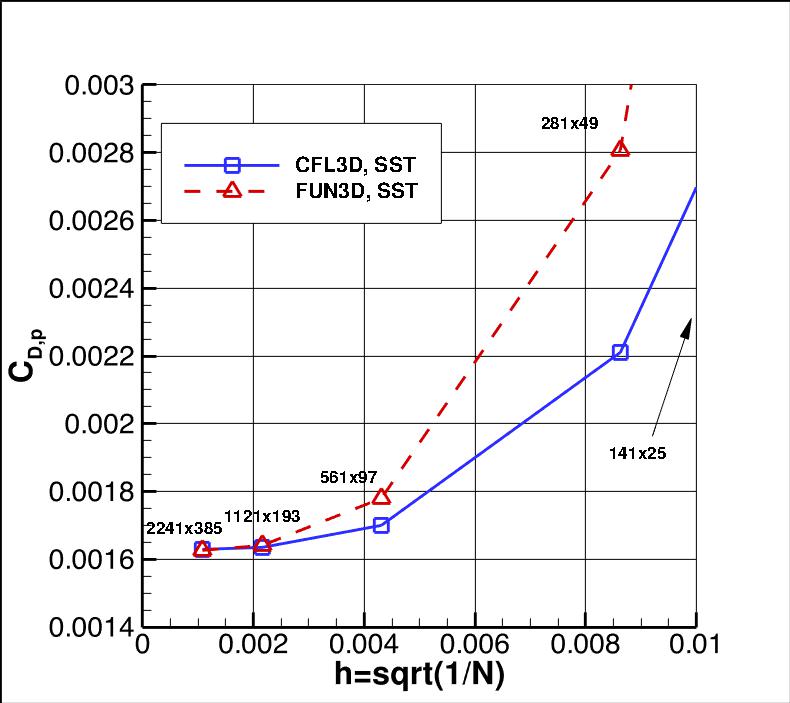 0.003
0.0028
0.0026
0.0024
0.0022
0.002
0.0018
0.0016
0.0014
C_D,p
CFL3D, SST
FUN3D, SST
281x49
141x25
561x97
1121x193
2241x385
0 0.002 0.004 0.006 0.008 0.01
h=sqrt(1/N)